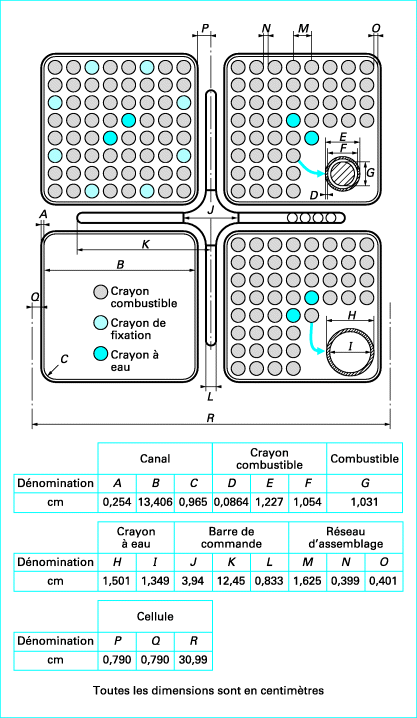 P N M O
E
F
G
D
A
J
K
B
Q
Crayon
combustible
Crayon de
fixation
Crayon à
eau
H
I
C
L
R
Canal Crayon combustible Combustible
Dénomination A B C D E F G
cm 0,254 13,406 0,965 0,0864 1,227 1,054 1,031
Crayon à eau Barre de commande Réseau d'assemblage
Dénomination H I J K L M N O
cm 1,501 1,349 3,94 12,45 0,833 1,625 0,399 0,401
Cellule
Dénomination P Q R
cm 0,790 0,790 30,99
Toutes les dimensions sont en centimètres